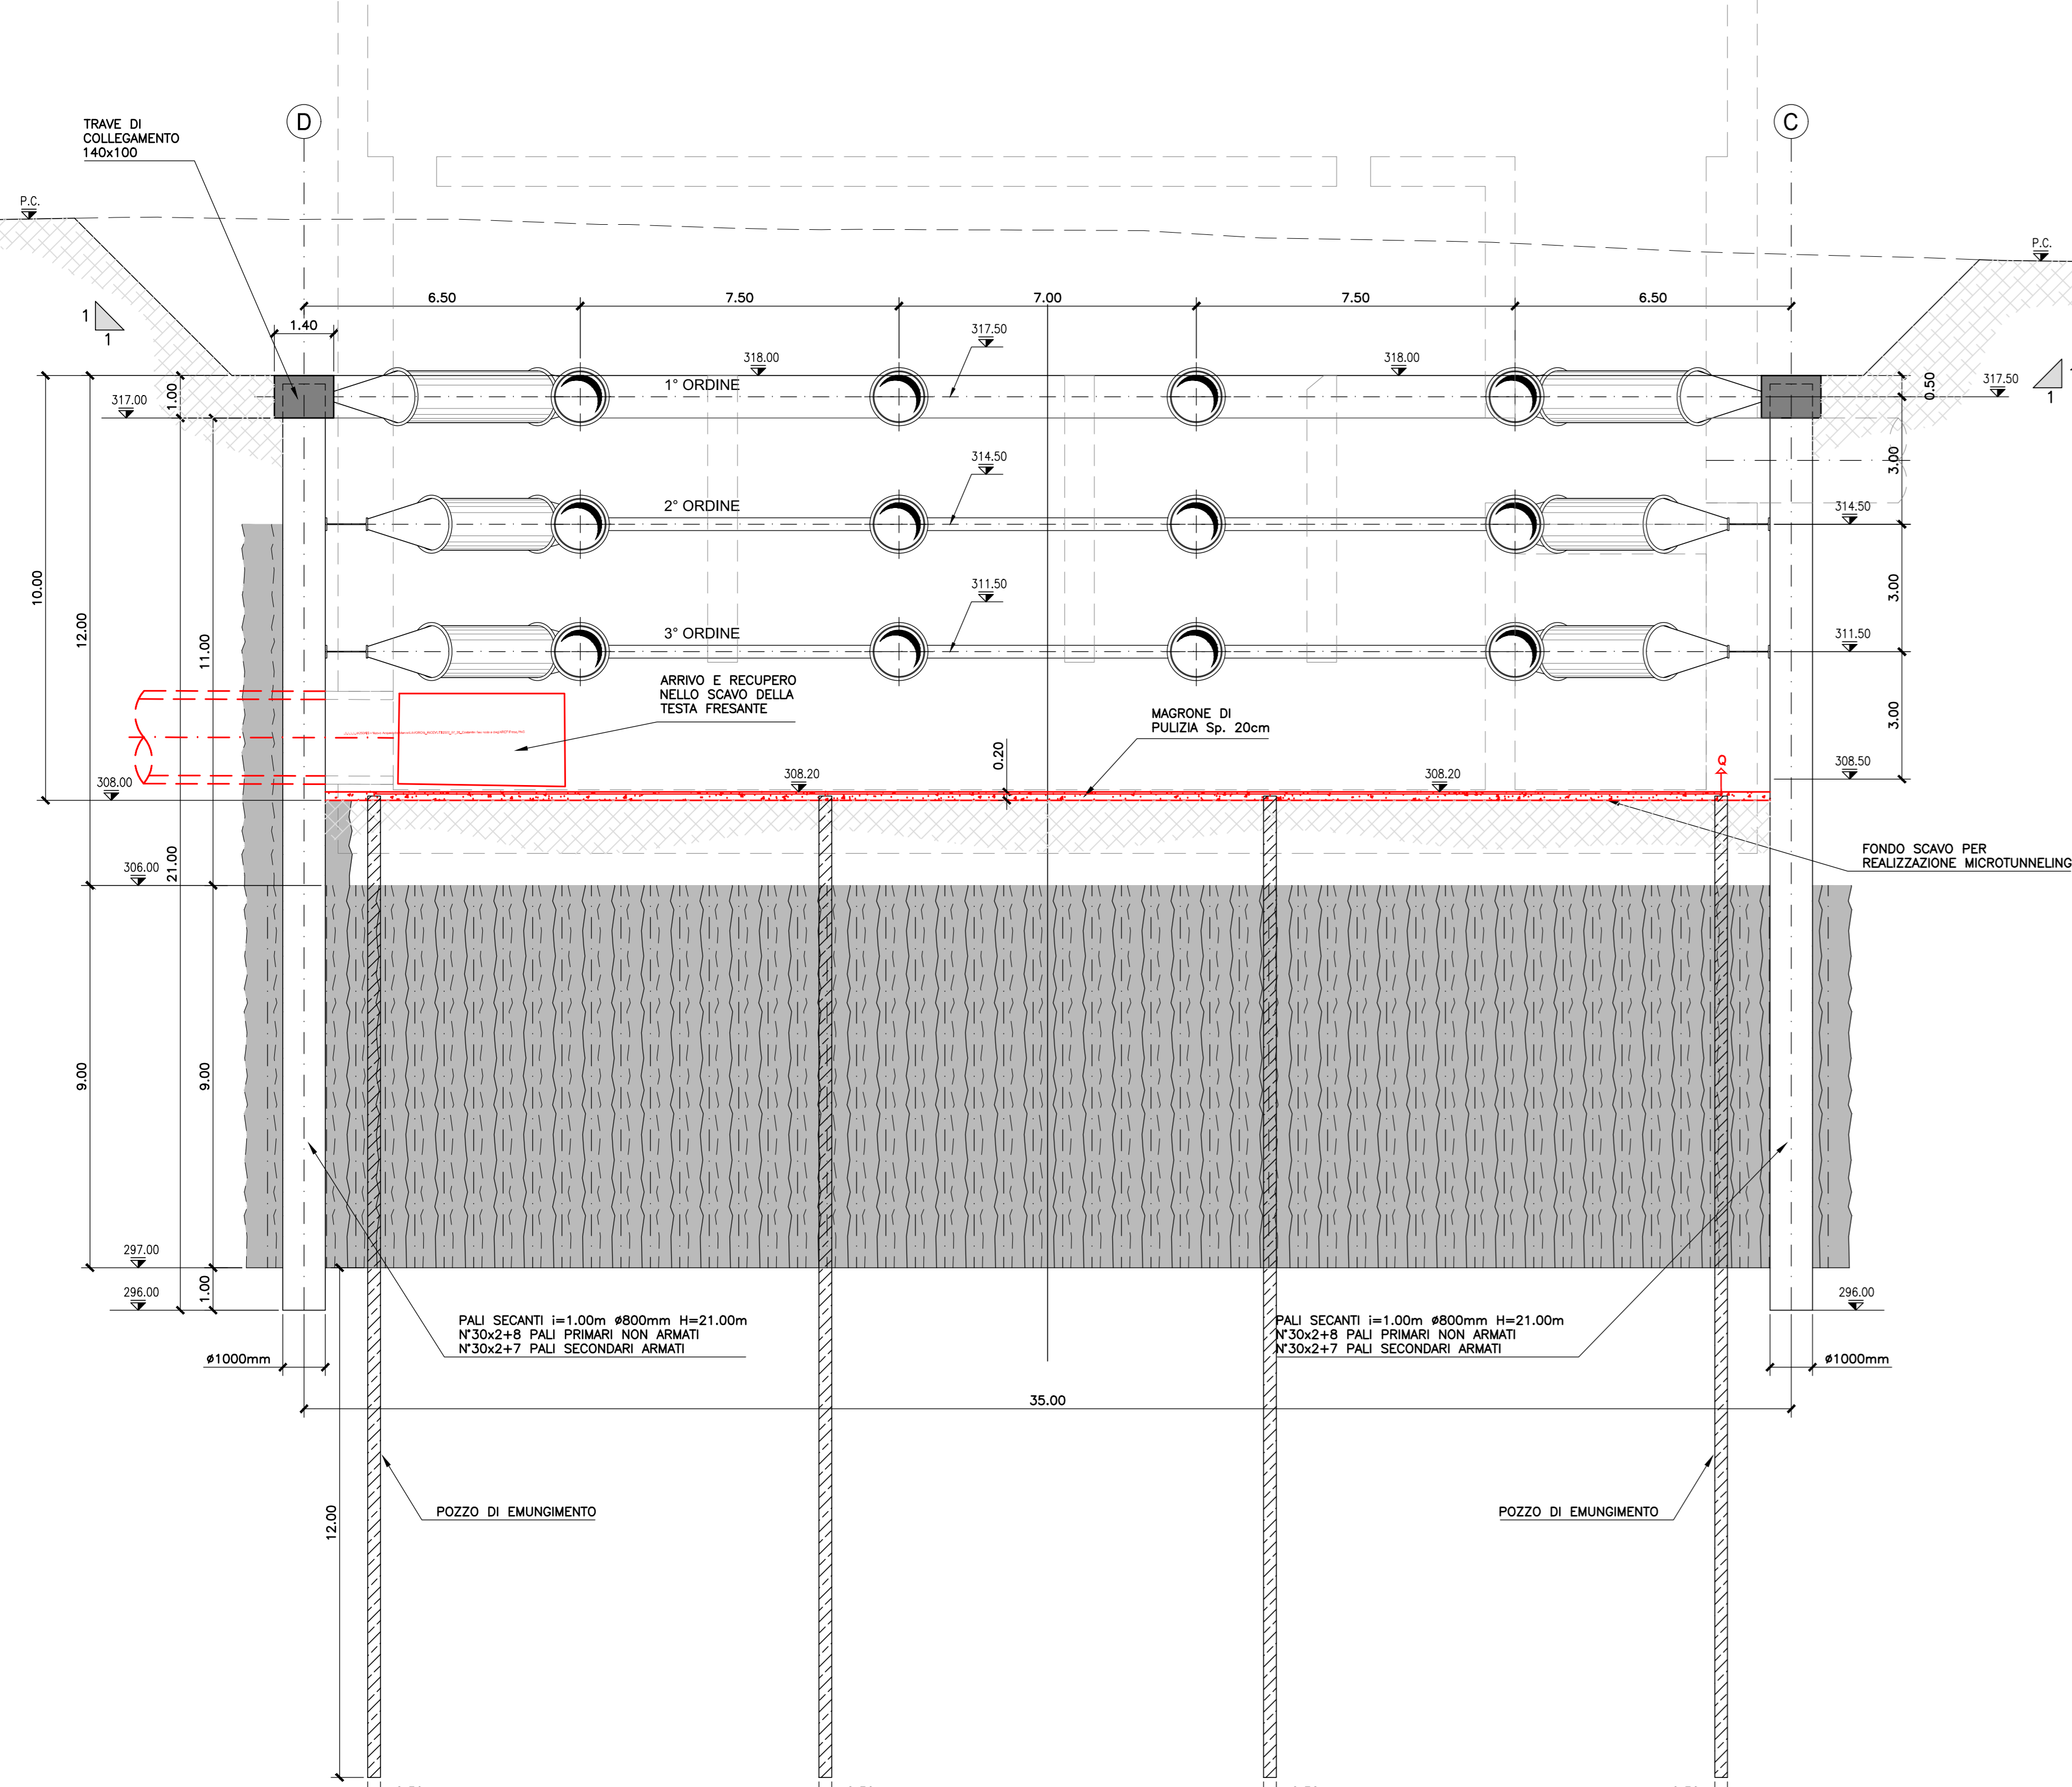 D
C
TRAVE DI
COLLEGAMENTO
140x100
P.C.
P.C.
6.50
7.50
7.00
7.50
6.50
1
1
1.40
317.50
318.00
318.00
1° ORDINE
1.00
317.00
0.50
317.50
1
314.50
2° ORDINE
3.00
314.50
311.50
3° ORDINE
3.00
311.50
10.00
12.00
11.00
ARRIVO E RECUPERO
NELLO SCAVO DELLA
TESTA FRESANTE
MAGRONE DI
PULIZIA Sp. 20cm
3.00
0.20
Q
308.50
308.00
308.20
308.20
FONDO SCAVO PER
REALIZZAZIONE MICROTUNNELING
306.00
21.00
9.00
9.00
297.00
296.00
1.00
296.00
PALI SECANTI i=1.00m ø800mm H=21.00m
N°30x2+8 PALI PRIMARI NON ARMATI
N°30x2+7 PALI SECONDARI ARMATI
PALI SECANTI i=1.00m ø800mm H=21.00m
N°30x2+8 PALI PRIMARI NON ARMATI
N°30x2+7 PALI SECONDARI ARMATI
ø1000mm
ø1000mm
35.00
12.00
POZZO DI EMUNGIMENTO
POZZO DI EMUNGIMENTO